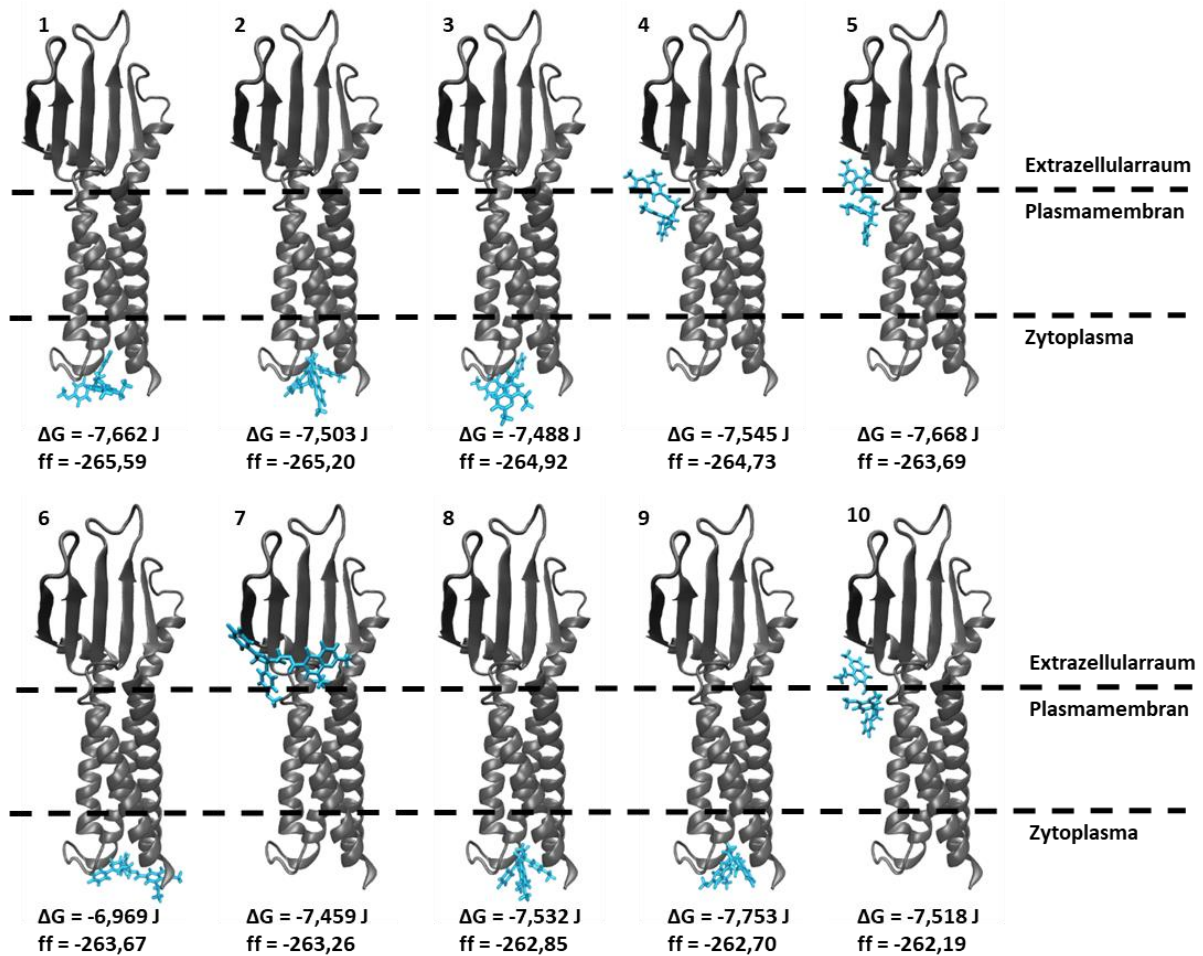 1
2
3
4
5
Extrazellularraum
Plasmamembran
Zytoplasma
ΔG = -7,662 J
ff = -265,59
ΔG = -7,503 J
ff = -265,20
ΔG = -7,488 J
ff = -264,92
ΔG = -7,545 J
ff = -264,73
ΔG = -7,668 J
ff = -263,69
6
7
8
9
10
Extrazellularraum
Plasmamembran
Zytoplasma
ΔG = -6,969 J
ff = -263,67
ΔG = -7,459 J
ff = -263,26
ΔG = -7,532 J
ff = -262,85
ΔG = -7,753 J
ff = -262,70
ΔG = -7,518 J
ff = -262,19